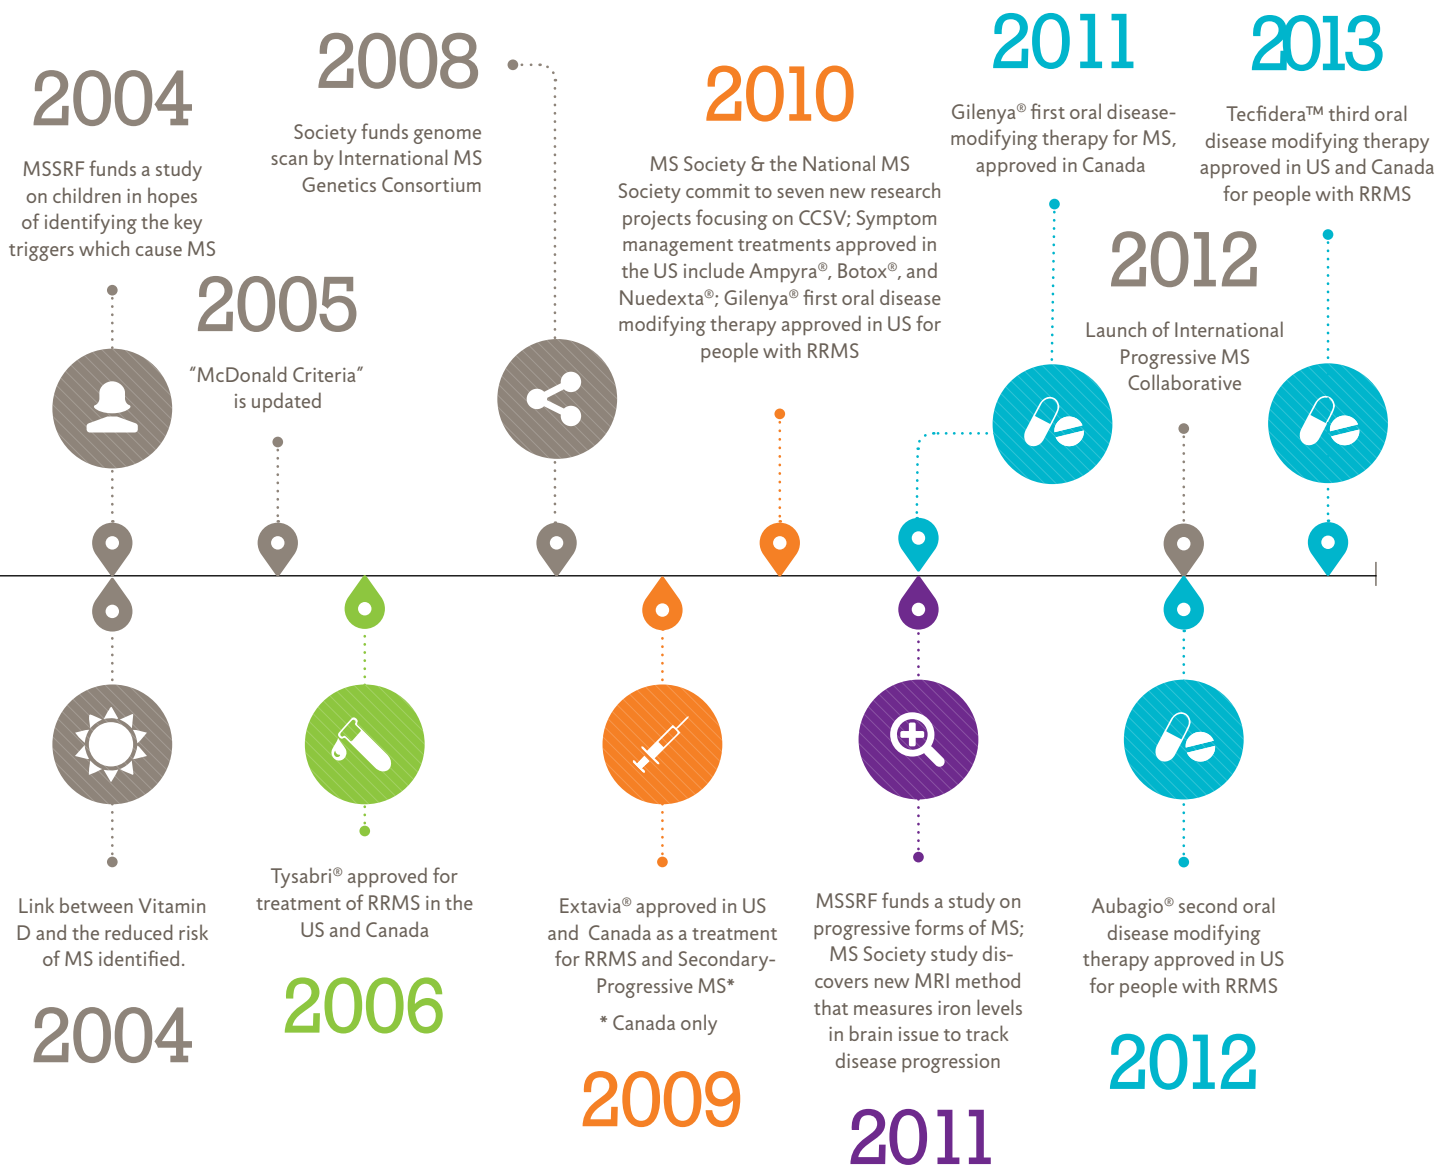 2004
MSSRF funds a study
on children in hopes
of identifying the key
triggers which cause MS
2005
“McDonald Criteria”
is updated
2008
Society funds genome
scan by International MS
Genetics Consortium
2010
MS Society & the National MS
Society commit to seven new research
projects focusing on CCSV; Symptom
management treatments approved in
the US include Ampyra®, Botox®, and
Nuedexta®; Gilenya® first oral disease
modifying therapy approved in US for
people with RRMS
2011
Gilenya® first oral disease-
modifying therapy for MS,
approved in Canada
2012
Launch of International
Progressive MS
Collaborative
2013
Tecfidera™ third oral
disease modifying therapy
approved in US and Canada
for people with RRMS
Link between Vitamin
D and the reduced risk
of MS identified.
2004
Tysabri® approved for
treatment of RRMS in the
US and Canada
2006
Extavia® approved in US
and Canada as a treatment
for RRMS and Secondary-
Progressive MS*
* Canada only
2009
MSSRF funds a study on
progressive forms of MS;
MS Society study dis-
covers new MRI method
that measures iron levels
in brain issue to track
disease progression
2011
Aubagio® second oral
disease modifying
therapy approved in US
for people with RRMS
2012